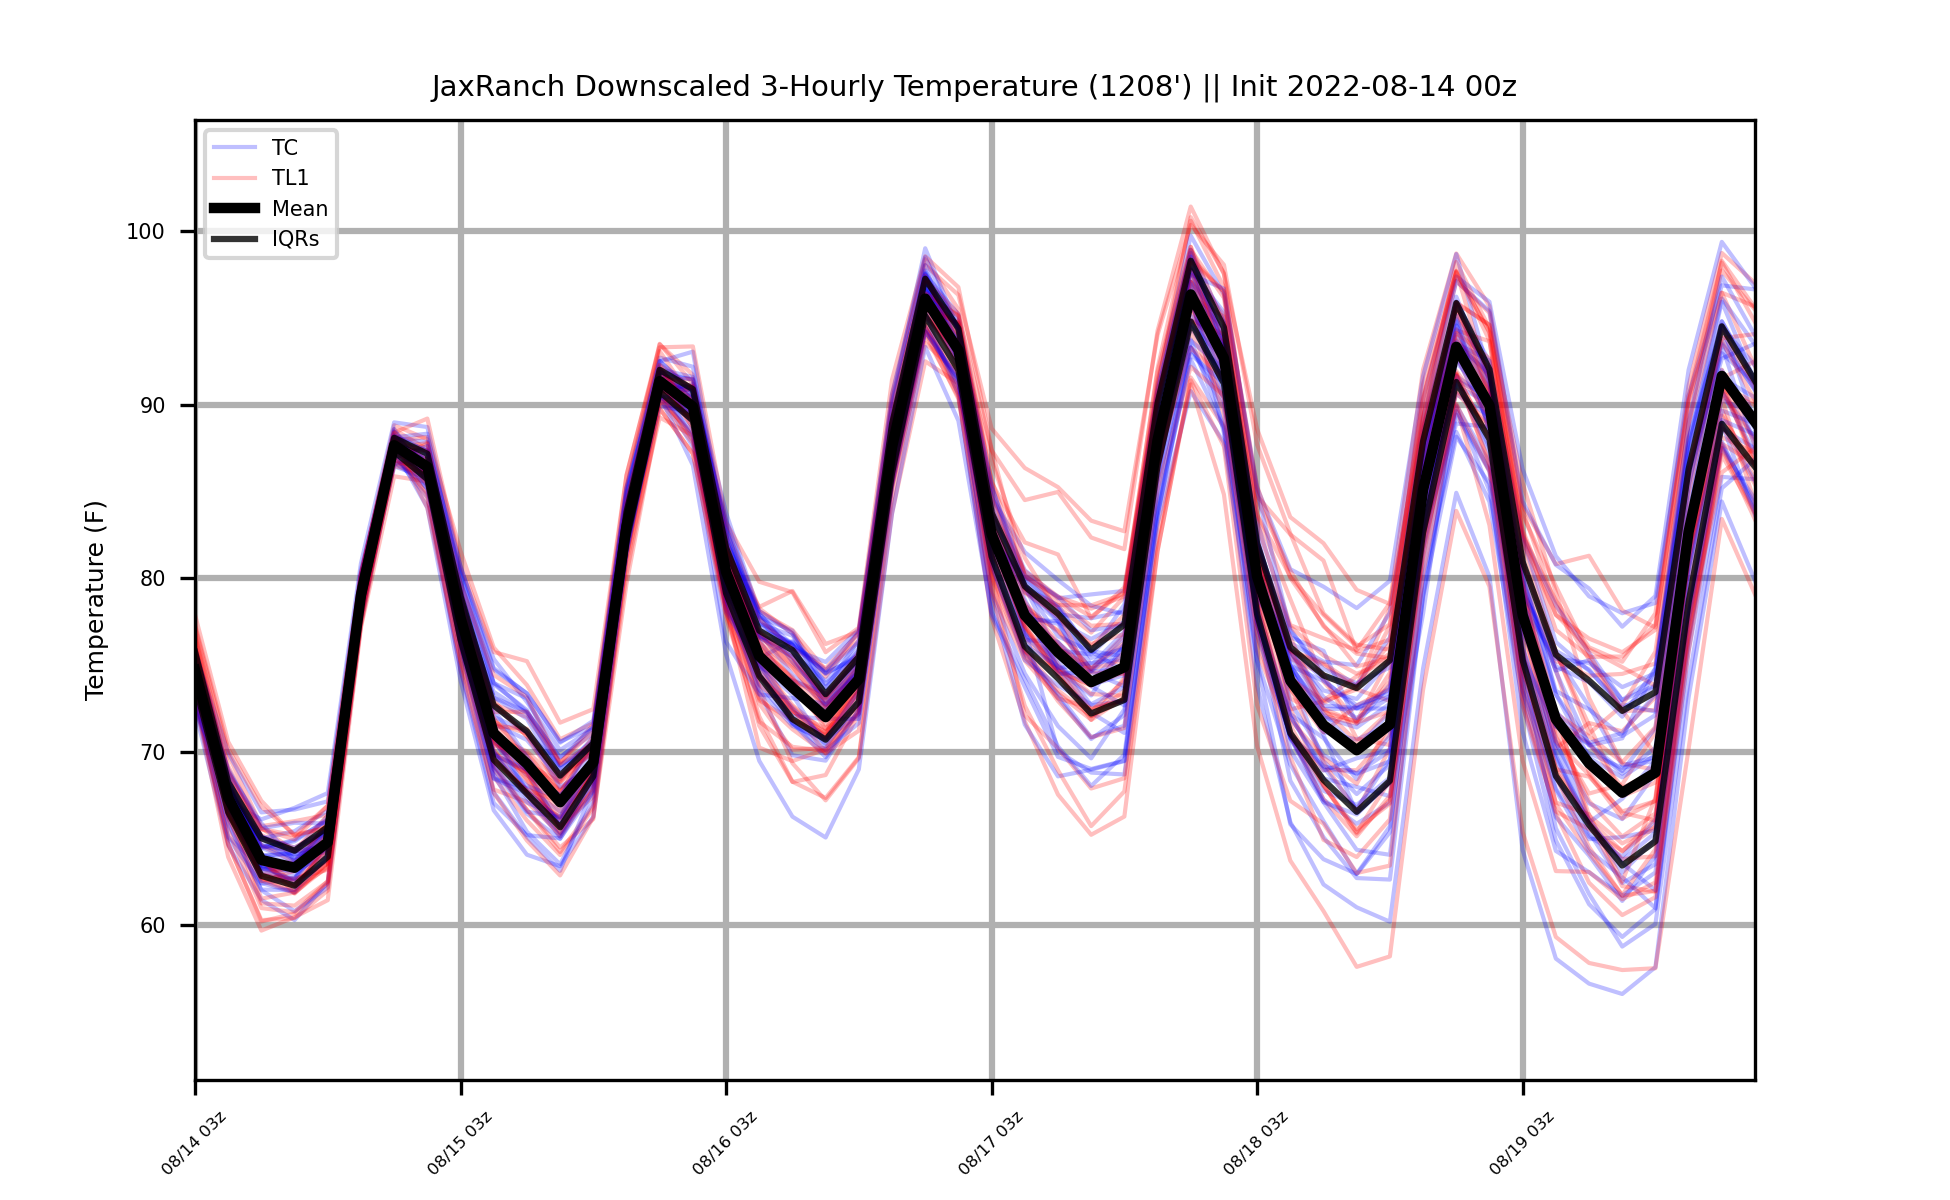 JaxRanch Downscaled 3-Hourly Temperature (1208') || Init 2022-08-14 00z
TC
TL1
Mean
IQRs
Temperature (F)
100
90
80
70
60
08/14 03z
08/15 03z
08/16 03z
08/17 03z
08/18 03z
08/19 03z